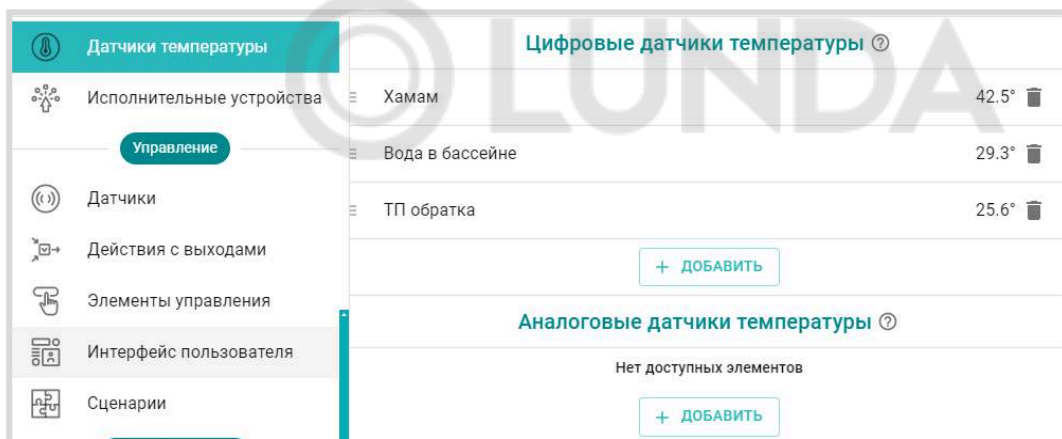 LUNDA
Датчики температуры
Исполнительные устройства
Управление
Датчики
Действия с выходами
Элементы управления
Интерфейс пользователя
Сценарии
Цифровые датчики температуры ?
Хамам 42.5°
Вода в бассейне 29.3°
ТП обратка 25.6°
+ ДОБАВИТЬ
Аналоговые датчики температуры ?
Нет доступных элементов
+ ДОБАВИТЬ